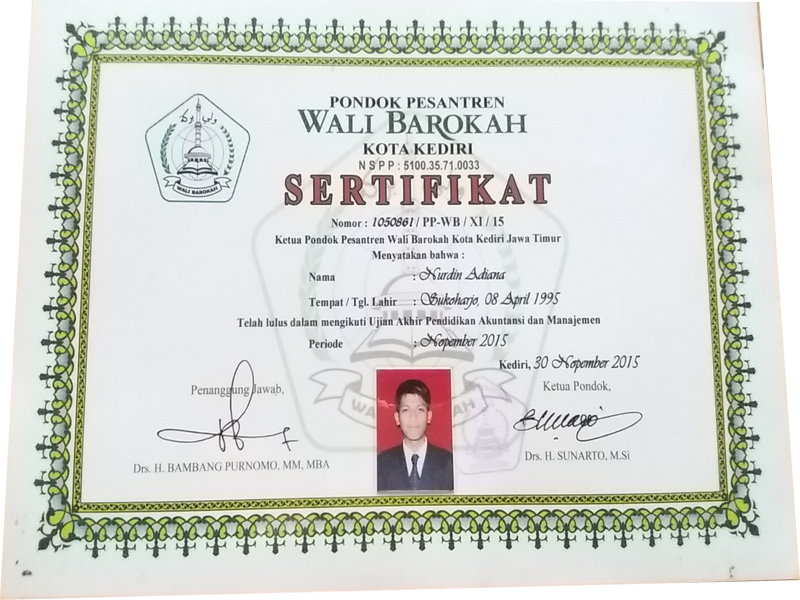 PONDOK PESANTREN
WALI BAROKAH
KOTA KEDIRI
N S P P : 5100.35.71.0033
SERTIFIKAT
Nomor : 1050861 / PP-WB / XI / 15
Ketua Pondok Pesantren Wali Barokah Kota Kediri Jawa Timur
Menyatakan bahwa :
Nama : Nurdin Adiana
Tempat / Tgl. Lahir : Sukoharjo, 08 April 1995
Telah lulus dalam mengikuti Ujian Akhir Pendidikan Akuntansi dan Manajemen
Periode : Nopember 2015
Kediri, 30 Nopember 2015
Penanggung Jawab,
Ketua Pondok,
Drs. H. BAMBANG PURNOMO, MM, MBA
Drs. H. SUNARTO, M.Si
WALI BAROKAH